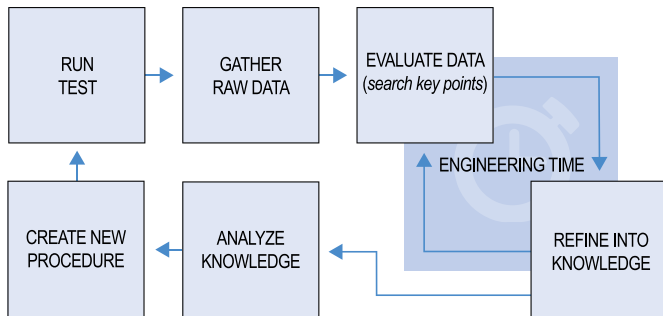 RUN
TEST
GATHER
RAW DATA
EVALUATE DATA
(search key points)
ENGINEERING TIME
CREATE NEW
PROCEDURE
ANALYZE
KNOWLEDGE
REFINE INTO
KNOWLEDGE